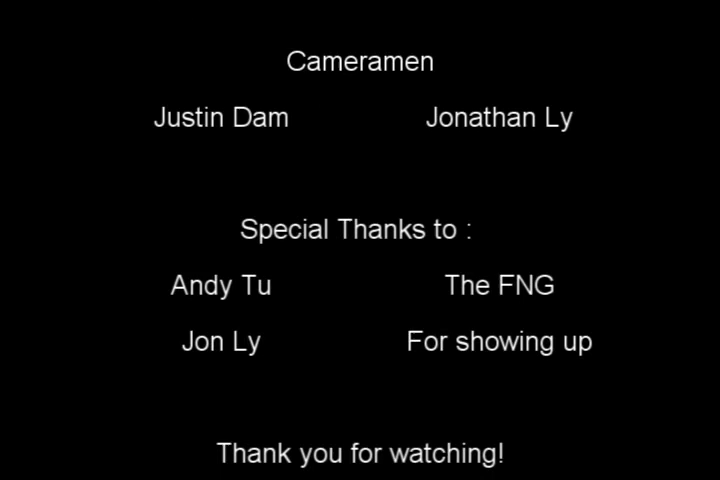 Cameramen
Justin Dam Jonathan Ly
Special Thanks to :
Andy Tu The FNG
Jon Ly For showing up
Thank you for watching!